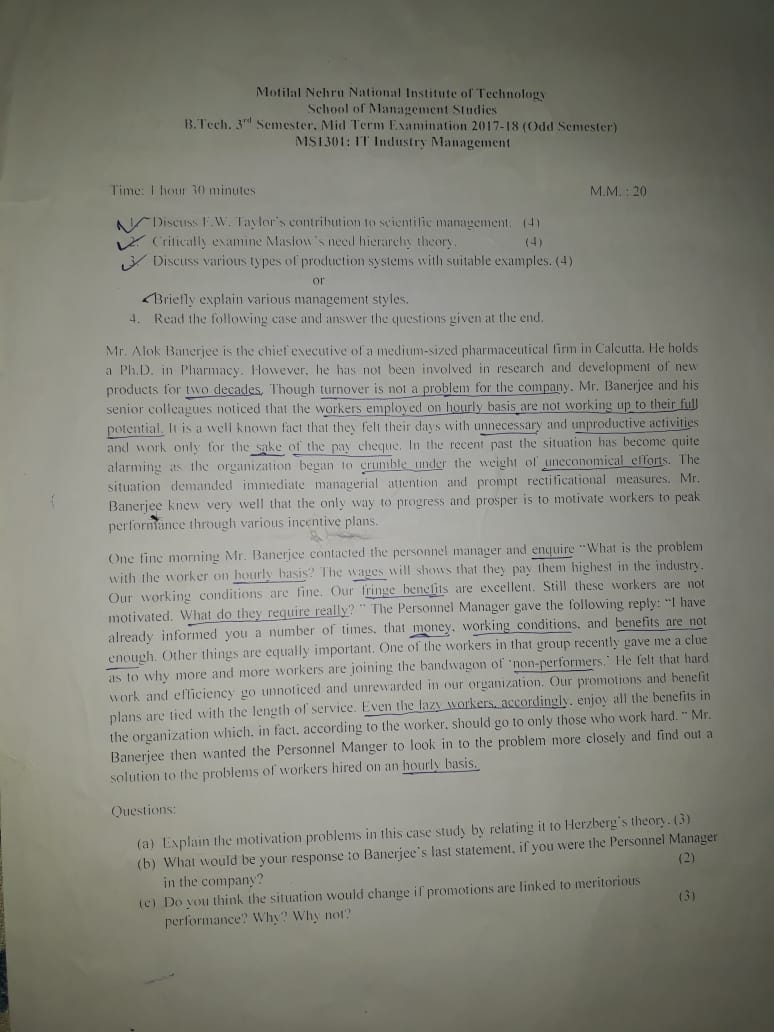 Motilal Nehru National Institute of Technology
School of Management Studies
B.Tech. 3rd Semester, Mid Term Examination 2017-18 (Odd Semester)
MS1301: IT Industry Management
Time: 1 hour 30 minutes M.M. : 20
1. Discuss F.W. Taylor's contribution to scientific management. (4)
2. Critically examine Maslow's need hierarchy theory. (4)
3. Discuss various types of production systems with suitable examples. (4)
or
Briefly explain various management styles.
4. Read the following case and answer the questions given at the end.
Mr. Alok Banerjee is the chief executive of a medium-sized pharmaceutical firm in Calcutta. He holds
a Ph.D. in Pharmacy. However, he has not been involved in research and development of new
products for two decades. Though turnover is not a problem for the company, Mr. Banerjee and his
senior colleagues noticed that the workers employed on hourly basis are not working up to their full
potential. It is a well known fact that they felt their days with unnecessary and unproductive activities
and work only for the sake of the pay cheque. In the recent past the situation has become quite
alarming as the organization began to crumble under the weight of uneconomical efforts. The
situation demanded immediate managerial attention and prompt rectificational measures. Mr.
Banerjee knew very well that the only way to progress and prosper is to motivate workers to peak
performance through various incentive plans.
One fine morning Mr. Banerjee contacted the personnel manager and enquire "What is the problem
with the worker on hourly basis? The wages will shows that they pay them highest in the industry.
Our working conditions are fine. Our fringe benefits are excellent. Still these workers are not
motivated. What do they require really? " The Personnel Manager gave the following reply: "I have
already informed you a number of times, that money, working conditions, and benefits are not
enough. Other things are equally important. One of the workers in that group recently gave me a clue
as to why more and more workers are joining the bandwagon of 'non-performers.' He felt that hard
work and efficiency go unnoticed and unrewarded in our organization. Our promotions and benefit
plans are tied with the length of service. Even the lazy workers, accordingly, enjoy all the benefits in
the organization which, in fact, according to the worker, should go to only those who work hard. " Mr.
Banerjee then wanted the Personnel Manger to look in to the problem more closely and find out a
solution to the problems of workers hired on an hourly basis.
Questions:
(a) Explain the motivation problems in this case study by relating it to Herzberg's theory. (3)
(b) What would be your response to Banerjee's last statement, if you were the Personnel Manager
in the company? (2)
(c) Do you think the situation would change if promotions are linked to meritorious
performance? Why? Why not? (3)